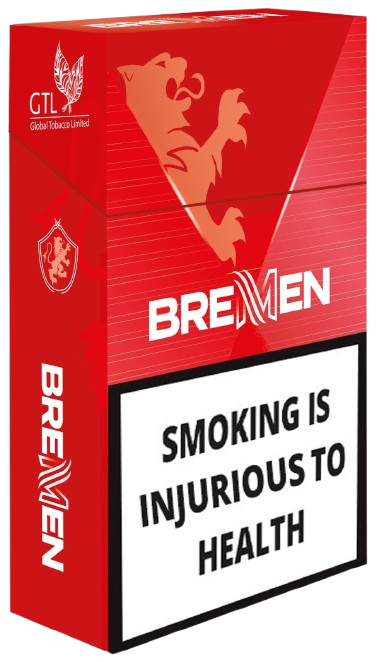 GTL
Global Tobacco Limited
BREMEN
BREMEN
SMOKING IS
INJURIOUS TO
HEALTH